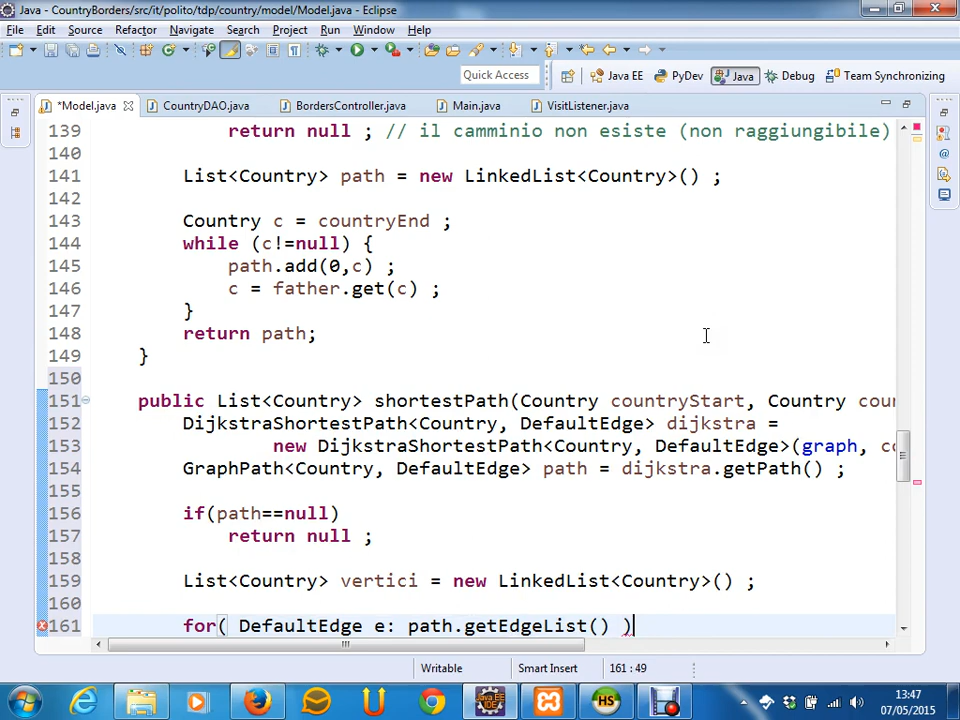 Java - CountryBorders/src/it/polito/tdp/country/model/Model.java - Eclipse
File Edit Source Refactor Navigate Search Project Run Window Help
Quick Access Java EE PyDev Java Debug Team Synchronizing
*Model.java CountryDAO.java BordersController.java Main.java VisitListener.java
139 return null ; // il camminio non esiste (non raggiungibile)
140
141 List<Country> path = new LinkedList<Country>() ;
142
143 Country c = countryEnd ;
144 while (c!=null) {
145 path.add(0,c) ;
146 c = father.get(c) ;
147 }
148 return path;
149 }
150
151 public List<Country> shortestPath(Country countryStart, Country cour
152 DijkstraShortestPath<Country, DefaultEdge> dijkstra =
153 new DijkstraShortestPath<Country, DefaultEdge>(graph, co
154 GraphPath<Country, DefaultEdge> path = dijkstra.getPath() ;
155
156 if(path==null)
157 return null ;
158
159 List<Country> vertici = new LinkedList<Country>() ;
160
161 for( DefaultEdge e: path.getEdgeList() )
Writable Smart Insert 161 : 49
Java EE IDE
HS
13:47
07/05/2015